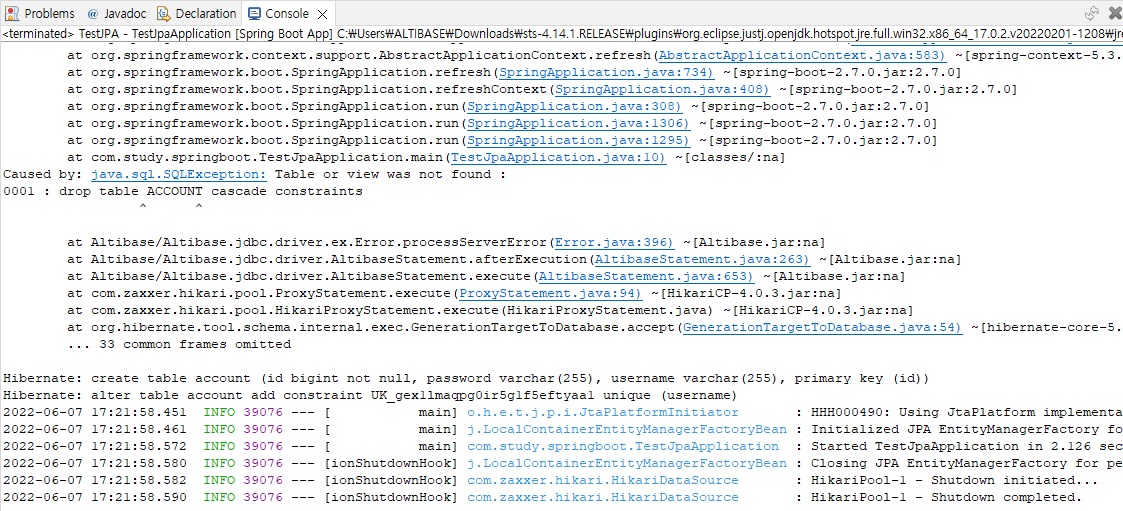 Problems @ Javadoc Declaration Console
<terminated> TestJPA - TestJpaApplication [Spring Boot App] C:₩Users₩ALTIBASE₩Downloads₩sts-4.14.1.RELEASE₩plugins₩org.eclipse.justj.openjdk.hotspot.jre.full.win32.x86_64_17.0.2.v20220201-1208₩jre
at org.springframework.context.support.AbstractApplicationContext.refresh(AbstractApplicationContext.java:583) ~[spring-context-5.3.
at org.springframework.boot.SpringApplication.refresh(SpringApplication.java:734) ~[spring-boot-2.7.0.jar:2.7.0]
at org.springframework.boot.SpringApplication.refreshContext(SpringApplication.java:408) ~[spring-boot-2.7.0.jar:2.7.0]
at org.springframework.boot.SpringApplication.run(SpringApplication.java:308) ~[spring-boot-2.7.0.jar:2.7.0]
at org.springframework.boot.SpringApplication.run(SpringApplication.java:1306) ~[spring-boot-2.7.0.jar:2.7.0]
at org.springframework.boot.SpringApplication.run(SpringApplication.java:1295) ~[spring-boot-2.7.0.jar:2.7.0]
at com.study.springboot.TestJpaApplication.main(TestJpaApplication.java:10) ~[classes/:na]
Caused by: java.sql.SQLException: Table or view was not found :
0001 : drop table ACCOUNT cascade constraints
^ ^
at Altibase/Altibase.jdbc.driver.ex.Error.processServerError(Error.java:396) ~[Altibase.jar:na]
at Altibase/Altibase.jdbc.driver.AltibaseStatement.afterExecution(AltibaseStatement.java:263) ~[Altibase.jar:na]
at Altibase/Altibase.jdbc.driver.AltibaseStatement.execute(AltibaseStatement.java:653) ~[Altibase.jar:na]
at com.zaxxer.hikari.pool.ProxyStatement.execute(ProxyStatement.java:94) ~[HikariCP-4.0.3.jar:na]
at com.zaxxer.hikari.pool.HikariProxyStatement.execute(HikariProxyStatement.java) ~[HikariCP-4.0.3.jar:na]
at org.hibernate.tool.schema.internal.exec.GenerationTargetToDatabase.accept(GenerationTargetToDatabase.java:54) ~[hibernate-core-5.
... 33 common frames omitted
Hibernate: create table account (id bigint not null, password varchar(255), username varchar(255), primary key (id))
Hibernate: alter table account add constraint UK_gex1lmaqpg0ir5g1f5eftyaa1 unique (username)
2022-06-07 17:21:58.451 INFO 39076 --- [ main] o.h.e.t.j.p.i.JtaPlatformInitiator : HHH000490: Using JtaPlatform implementa
2022-06-07 17:21:58.461 INFO 39076 --- [ main] j.LocalContainerEntityManagerFactoryBean : Initialized JPA EntityManagerFactory fo
2022-06-07 17:21:58.572 INFO 39076 --- [ main] com.study.springboot.TestJpaApplication : Started TestJpaApplication in 2.126 sec
2022-06-07 17:21:58.580 INFO 39076 --- [ionShutdownHook] j.LocalContainerEntityManagerFactoryBean : Closing JPA EntityManagerFactory for pe
2022-06-07 17:21:58.582 INFO 39076 --- [ionShutdownHook] com.zaxxer.hikari.HikariDataSource : HikariPool-1 - Shutdown initiated...
2022-06-07 17:21:58.590 INFO 39076 --- [ionShutdownHook] com.zaxxer.hikari.HikariDataSource : HikariPool-1 - Shutdown completed.